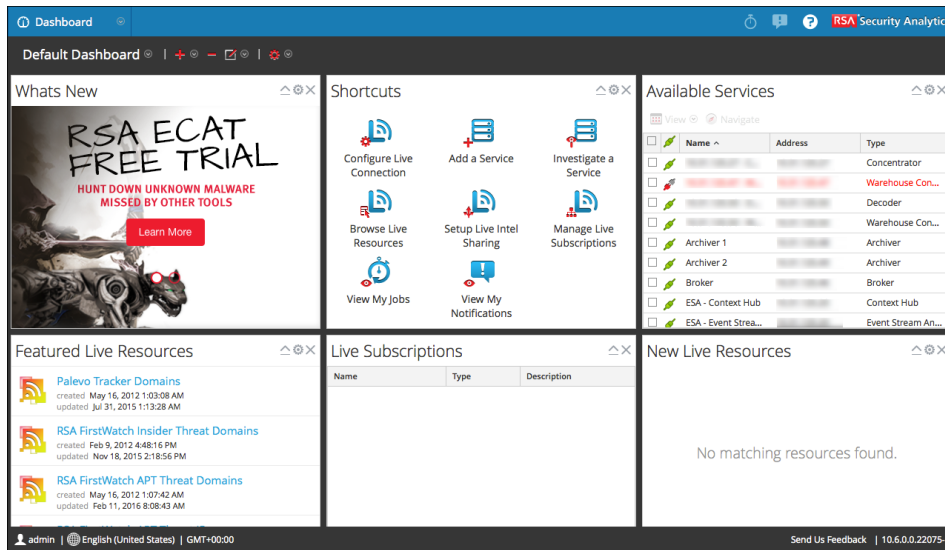 Dashboard
RSA Security Analytic
Default Dashboard
Whats New
RSA ECAT
FREE TRIAL
HUNT DOWN UNKNOWN MALWARE
MISSED BY OTHER TOOLS
Learn More
Shortcuts
Configure Live
Connection
Add a Service
Investigate a
Service
Browse Live
Resources
Setup Live Intel
Sharing
Manage Live
Subscriptions
View My Jobs
View My
Notifications
Available Services
View
Navigate
Name
Address
Type
Concentrator
Warehouse Con...
Decoder
Warehouse Con...
Archiver 1
Archiver
Archiver 2
Archiver
Broker
Broker
ESA - Context Hub
Context Hub
ESA - Event Strea...
Event Stream An...
Featured Live Resources
Palevo Tracker Domains
created May 16, 2012 1:03:08 AM
updated Jul 31, 2015 1:13:28 AM
RSA FirstWatch Insider Threat Domains
created Feb 9, 2012 4:48:16 PM
updated Nov 18, 2015 2:18:56 PM
RSA FirstWatch APT Threat Domains
created May 16, 2012 1:07:42 AM
updated Feb 11, 2016 8:08:43 AM
Live Subscriptions
Name
Type
Description
New Live Resources
No matching resources found.
admin | English (United States) | GMT+00:00
Send Us Feedback | 10.6.0.0.22075-